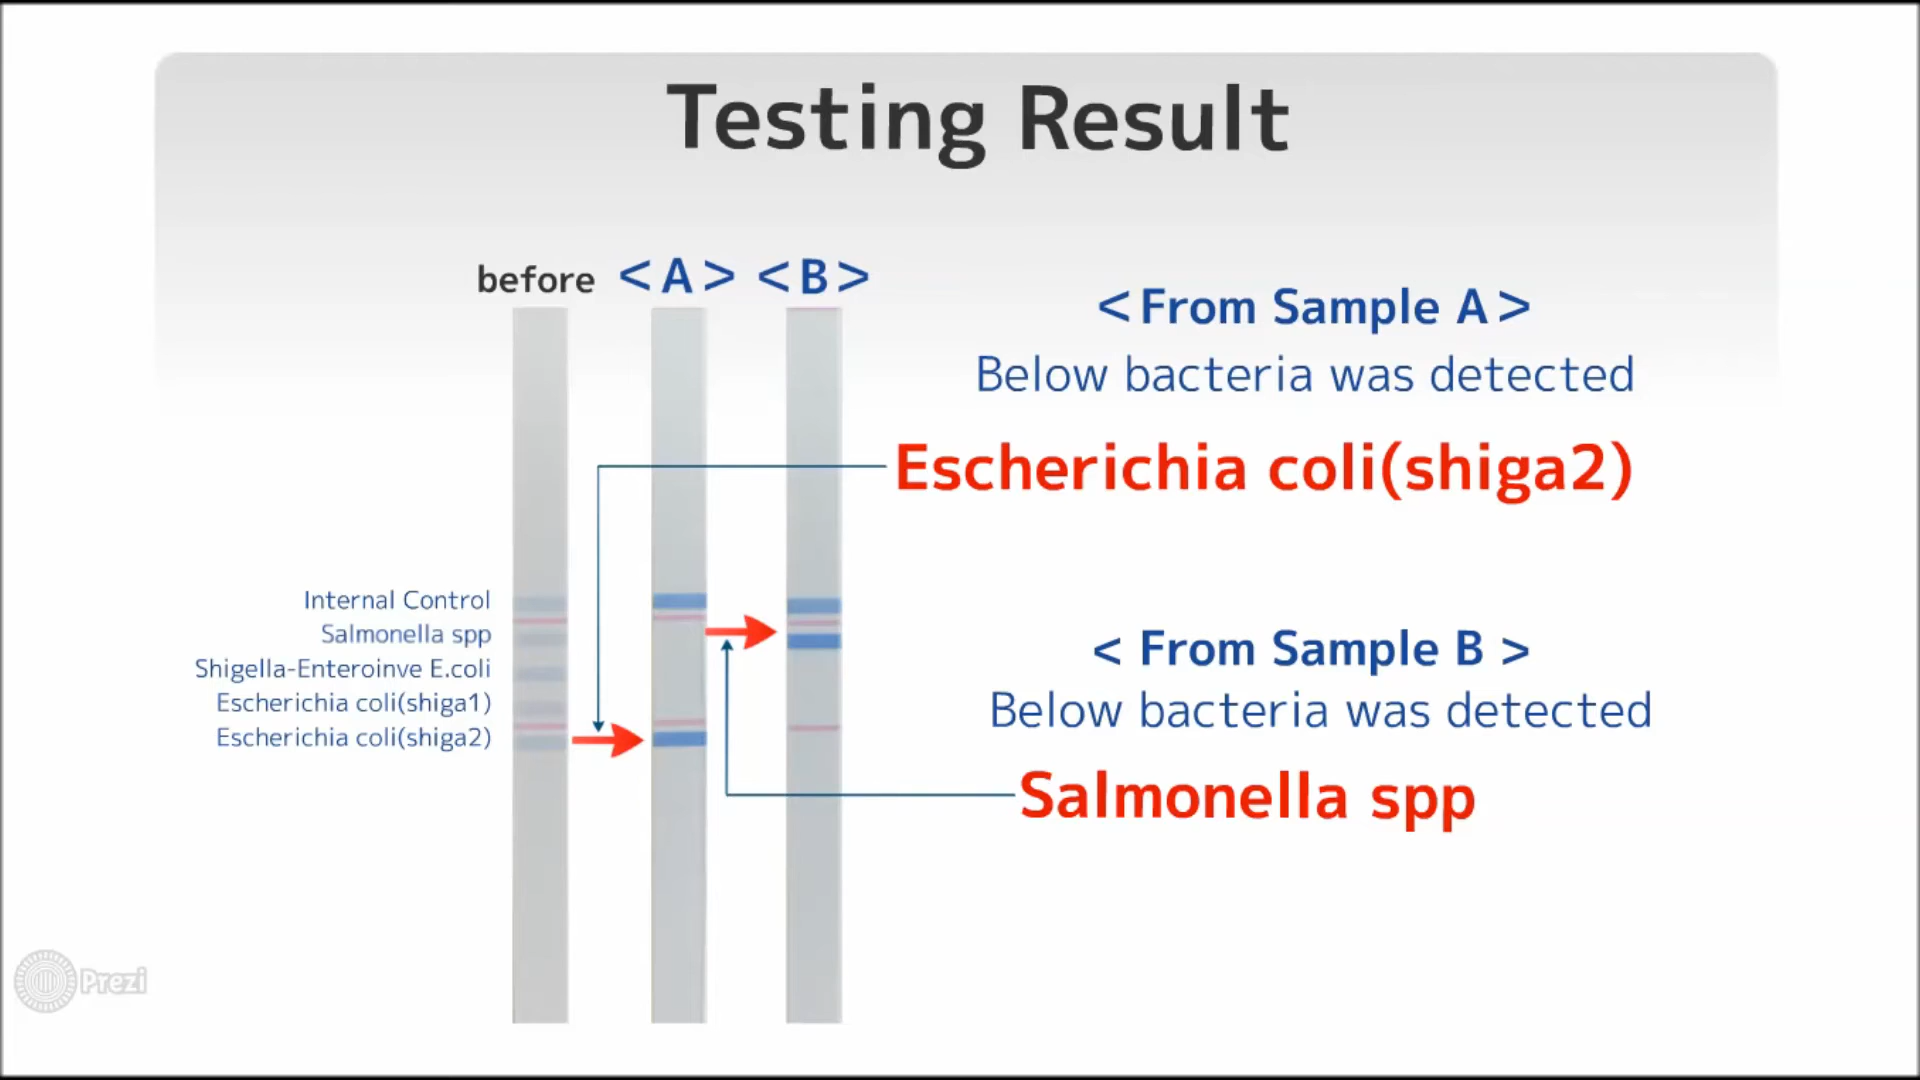 Testing Result
before <A> <B>
<From Sample A>
Below bacteria was detected
Escherichia coli(shiga2)
Internal Control
Salmonella spp
Shigella-Enteroinve E.coli
Escherichia coli(shiga1)
Escherichia coli(shiga2)
< From Sample B >
Below bacteria was detected
Salmonella spp
Prezi